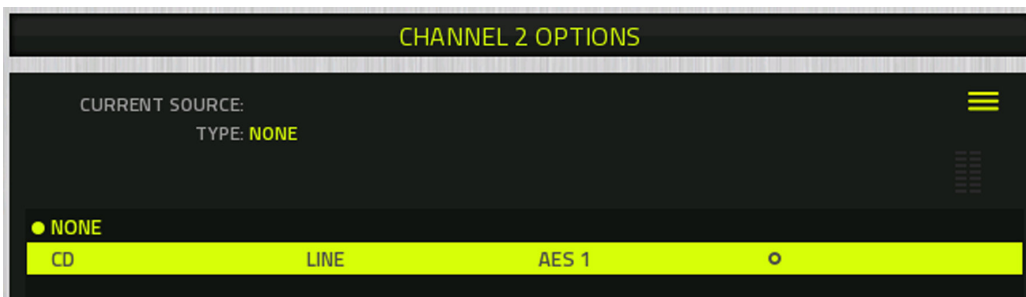 CHANNEL 2 OPTIONS
CURRENT SOURCE:
TYPE: NONE
NONE
CD LINE AES 1